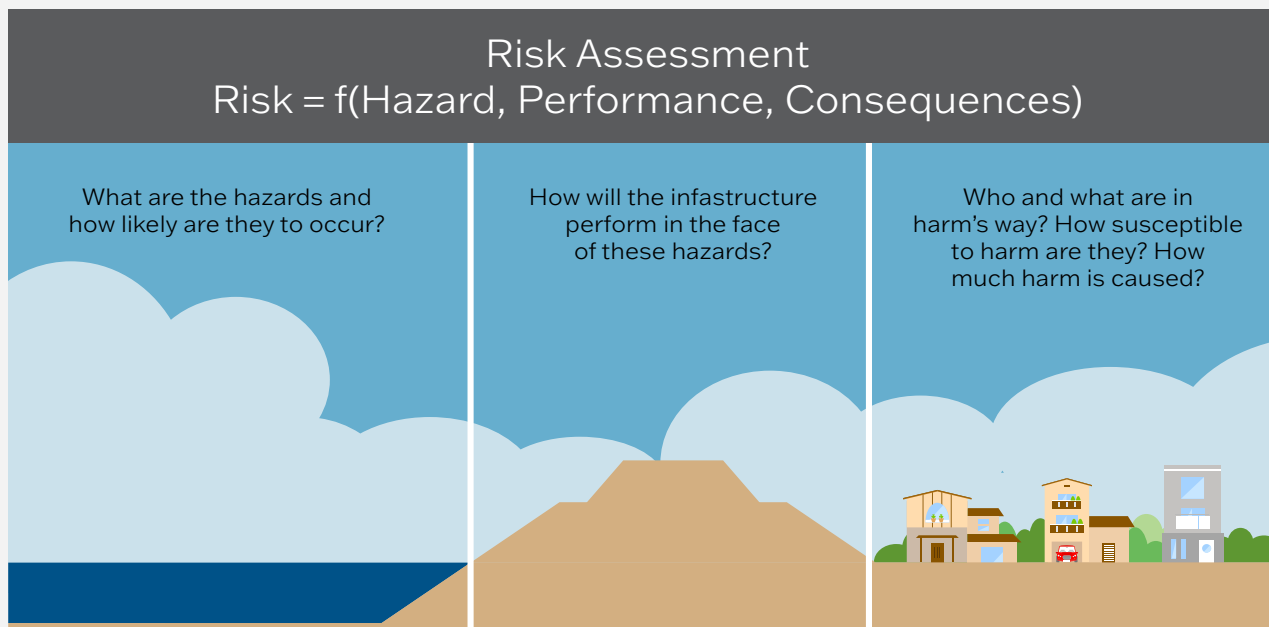 Risk Assessment
Risk = f(Hazard, Performance, Consequences)
What are the hazards and
how likely are they to occur?
How will the infastructure
perform in the face
of these hazards?
Who and what are in
harm's way? How susceptible
to harm are they? How
much harm is caused?